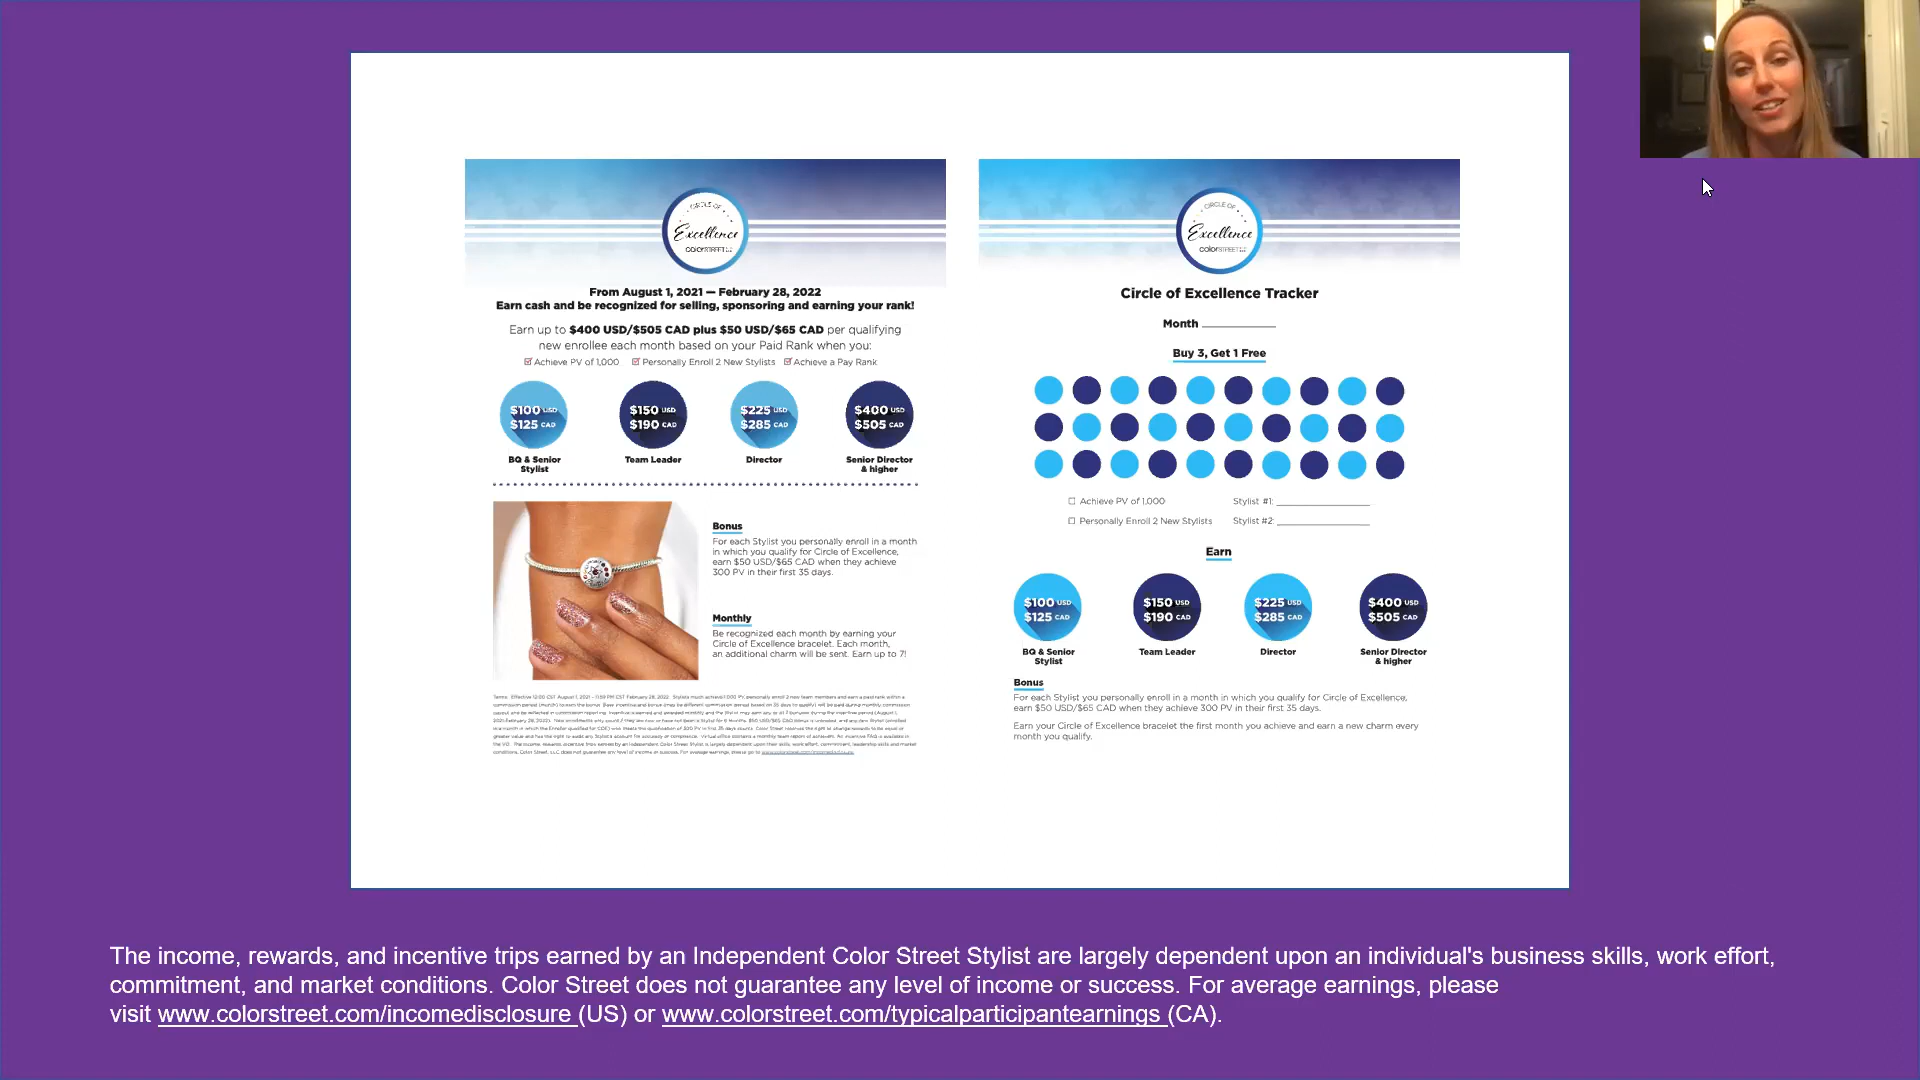 CIRCLE OF
Excellence
COLORSTREET
From August 1, 2021 — February 28, 2022
Earn cash and be recognized for selling, sponsoring and earning your rank!
Earn up to $400 USD/$505 CAD plus $50 USD/$65 CAD per qualifying
new enrollee each month based on your Paid Rank when you:
Achieve PV of 1,000 Personally Enroll 2 New Stylists Achieve a Pay Rank
$100 USD $150 USD $225 USD $400 USD
$125 CAD $190 CAD $285 CAD $505 CAD
BQ & Senior Team Leader Director Senior Director
Stylist & higher
Bonus
For each Stylist you personally enroll in a month
in which you qualify for Circle of Excellence,
earn $50 USD/$65 CAD when they achieve
300 PV in their first 35 days.
Monthly
Be recognized each month by earning your
Circle of Excellence bracelet. Each month,
an additional charm will be sent. Earn up to 7!
CIRCLE OF
Excellence
COLORSTREET
Circle of Excellence Tracker
Month
Buy 3, Get 1 Free
Achieve PV of 1,000 Stylist #1:
Personally Enroll 2 New Stylists Stylist #2:
Earn
$100 USD $150 USD $225 USD $400 USD
$125 CAD $190 CAD $285 CAD $505 CAD
BQ & Senior Team Leader Director Senior Director
Stylist & higher
Bonus
For each Stylist you personally enroll in a month in which you qualify for Circle of Excellence,
earn $50 USD/$65 CAD when they achieve 300 PV in their first 35 days.
Earn your Circle of Excellence bracelet the first month you achieve and earn a new charm every
month you qualify.
The income, rewards, and incentive trips earned by an Independent Color Street Stylist are largely dependent upon an individual's business skills, work effort,
commitment, and market conditions. Color Street does not guarantee any level of income or success. For average earnings, please
visit www.colorstreet.com/incomedisclosure (US) or www.colorstreet.com/typicalparticipantearnings (CA).